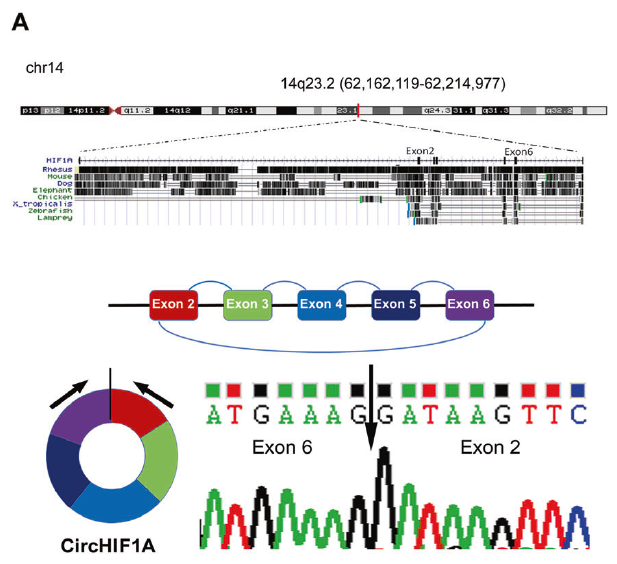 A
chr14
14q23.2 (62,162,119-62,214,977)
p13 p12 14p11.2 q11.2 14q12 q21.1 23.1 q24.3 31.1 q31.3 q32.2
Exon2 Exon6
HIF1A
Rhesus
Mouse
Dog
Elephant
Chicken
X_tropicalis
Zebrafish
Lamprey
Exon 2 Exon 3 Exon 4 Exon 5 Exon 6
ATGAAAGGATAAGTTC
Exon 6 Exon 2
CircHIF1A